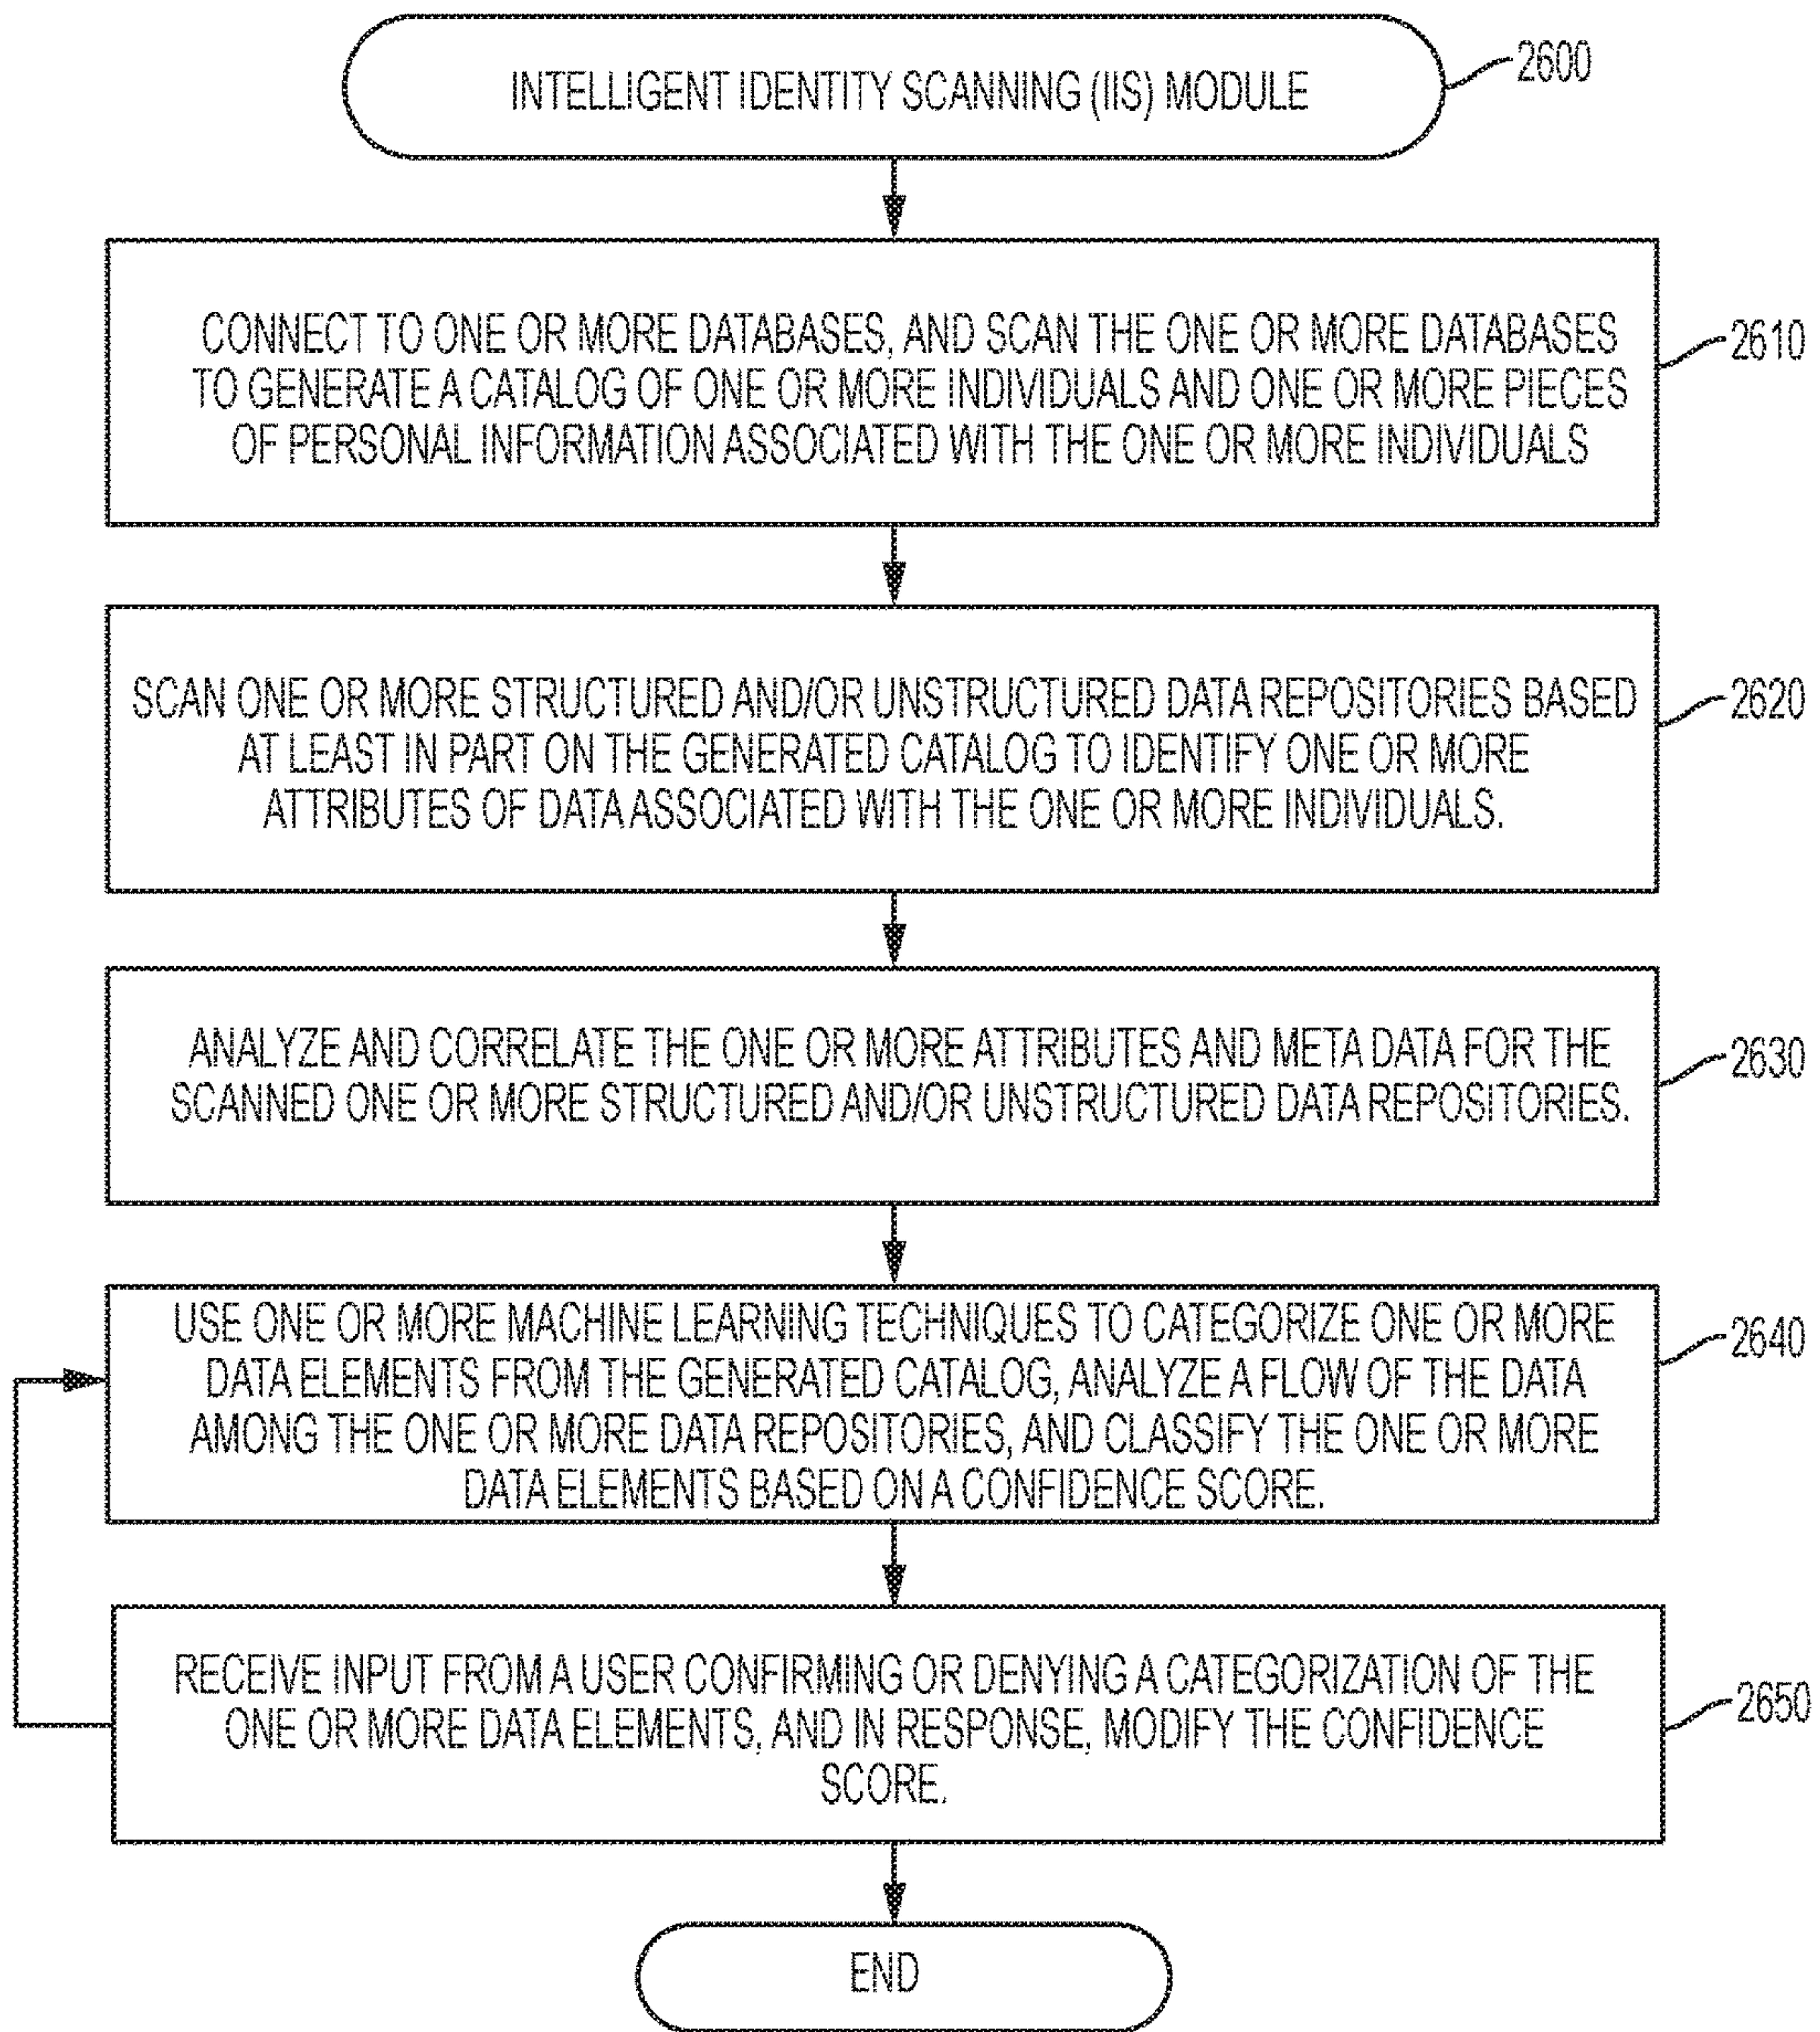 INTELLIGENT IDENTITY SCANNING (IIS) MODULE
2600
CONNECT TO ONE OR MORE DATABASES, AND SCAN THE ONE OR MORE DATABASES
TO GENERATE A CATALOG OF ONE OR MORE INDIVIDUALS AND ONE OR MORE PIECES
OF PERSONAL INFORMATION ASSOCIATED WITH THE ONE OR MORE INDIVIDUALS
2610
SCAN ONE OR MORE STRUCTURED AND/OR UNSTRUCTURED DATA REPOSITORIES BASED
AT LEAST IN PART ON THE GENERATED CATALOG TO IDENTIFY ONE OR MORE
ATTRIBUTES OF DATA ASSOCIATED WITH THE ONE OR MORE INDIVIDUALS.
2620
ANALYZE AND CORRELATE THE ONE OR MORE ATTRIBUTES AND META DATA FOR THE
SCANNED ONE OR MORE STRUCTURED AND/OR UNSTRUCTURED DATA REPOSITORIES.
2630
USE ONE OR MORE MACHINE LEARNING TECHNIQUES TO CATEGORIZE ONE OR MORE
DATA ELEMENTS FROM THE GENERATED CATALOG, ANALYZE A FLOW OF THE DATA
AMONG THE ONE OR MORE DATA REPOSITORIES, AND CLASSIFY THE ONE OR MORE
DATA ELEMENTS BASED ON A CONFIDENCE SCORE.
2640
RECEIVE INPUT FROM A USER CONFIRMING OR DENYING A CATEGORIZATION OF THE
ONE OR MORE DATA ELEMENTS, AND IN RESPONSE, MODIFY THE CONFIDENCE
SCORE.
2650
END